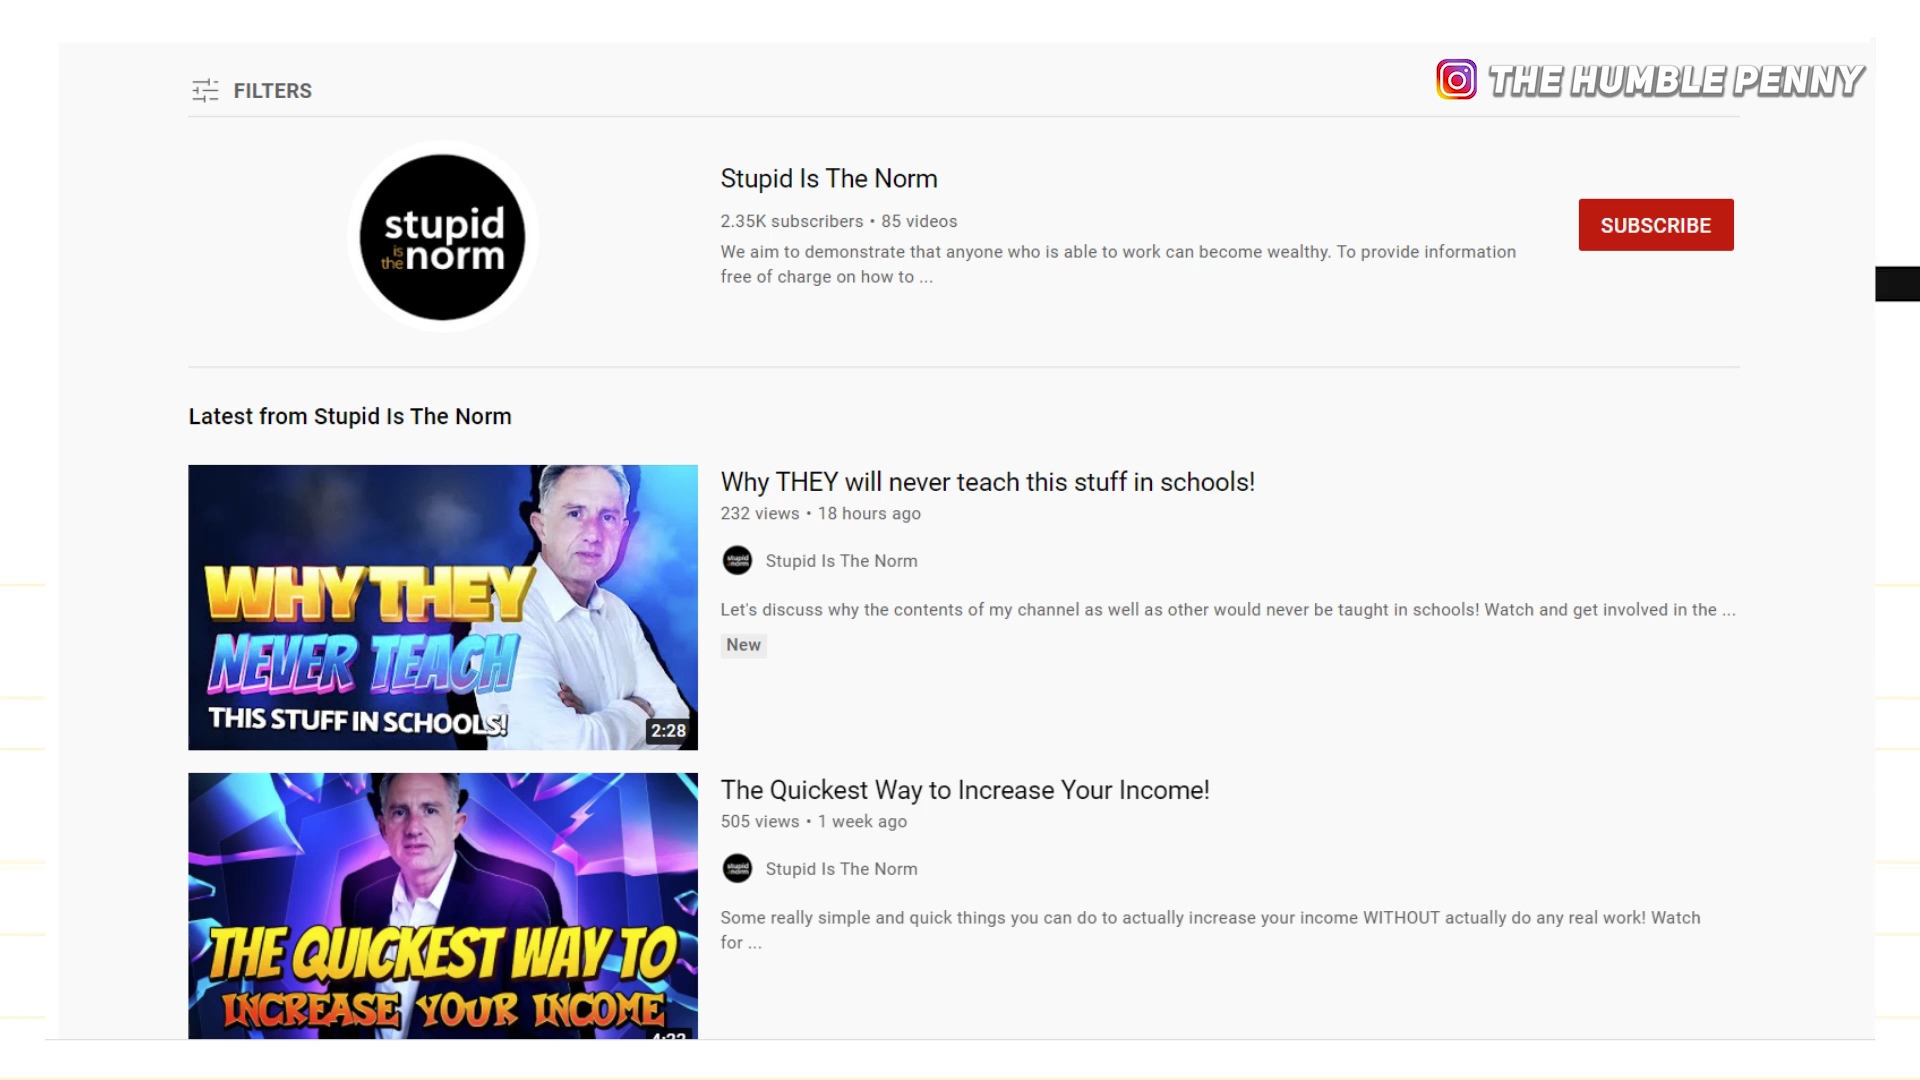 FILTERS
THE HUMBLE PENNY
stupid
is
the norm
Stupid Is The Norm
2.35K subscribers • 85 videos
We aim to demonstrate that anyone who is able to work can become wealthy. To provide information
free of charge on how to ...
SUBSCRIBE
Latest from Stupid Is The Norm
WHY THEY
NEVER TEACH
THIS STUFF IN SCHOOLS!
2:28
Why THEY will never teach this stuff in schools!
232 views • 18 hours ago
Stupid Is The Norm
Let's discuss why the contents of my channel as well as other would never be taught in schools! Watch and get involved in the ...
New
THE QUICKEST WAY TO
INCREASE YOUR INCOME
The Quickest Way to Increase Your Income!
505 views • 1 week ago
Stupid Is The Norm
Some really simple and quick things you can do to actually increase your income WITHOUT actually do any real work! Watch
for ...